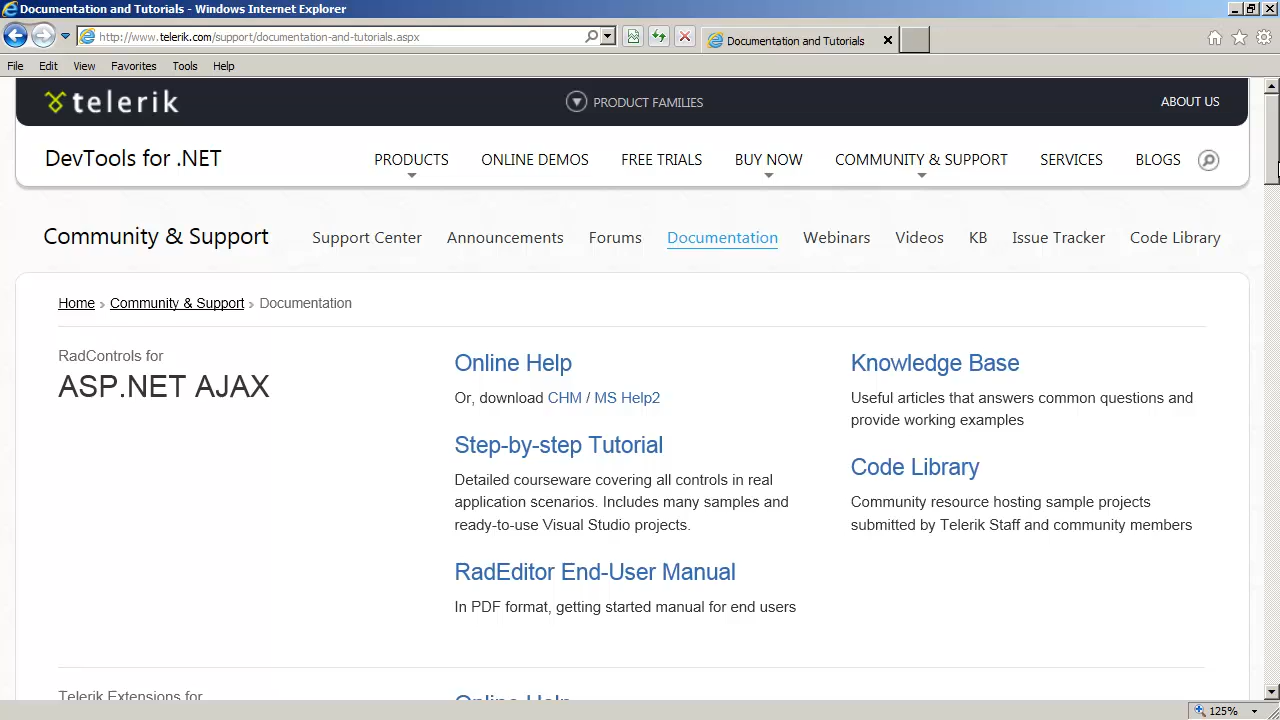 Documentation and Tutorials - Windows Internet Explorer
http://www.telerik.com/support/documentation-and-tutorials.aspx
Documentation and Tutorials
File Edit View Favorites Tools Help
telerik
PRODUCT FAMILIES
ABOUT US
DevTools for .NET
PRODUCTS ONLINE DEMOS FREE TRIALS BUY NOW COMMUNITY & SUPPORT SERVICES BLOGS
Community & Support
Support Center Announcements Forums Documentation Webinars Videos KB Issue Tracker Code Library
Home › Community & Support › Documentation
RadControls for
ASP.NET AJAX
Online Help
Or, download CHM / MS Help2
Step-by-step Tutorial
Detailed courseware covering all controls in real
application scenarios. Includes many samples and
ready-to-use Visual Studio projects.
RadEditor End-User Manual
In PDF format, getting started manual for end users
Knowledge Base
Useful articles that answers common questions and
provide working examples
Code Library
Community resource hosting sample projects
submitted by Telerik Staff and community members
Telerik Extensions for
Online Help
125%